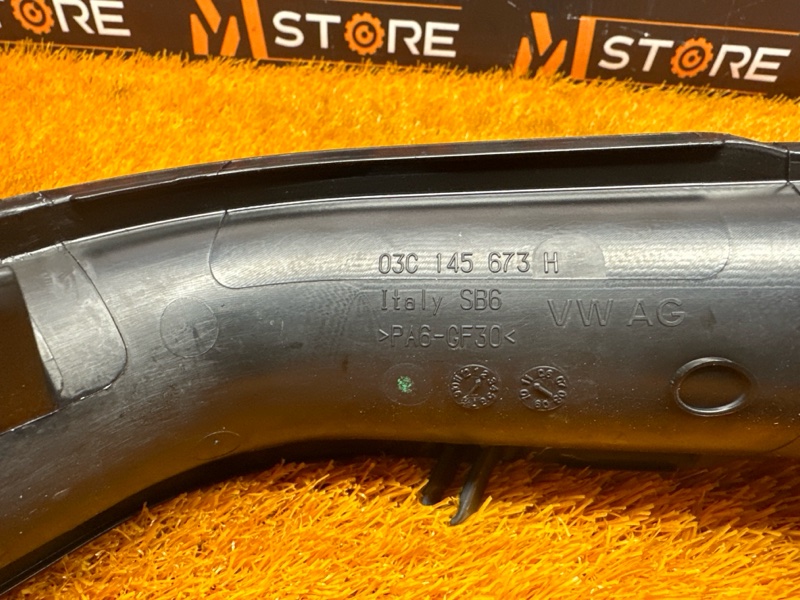 STORE
M STORE
M STORE
03C 145 673 H
Italy SB6
VW AG
>PA6-GF30<